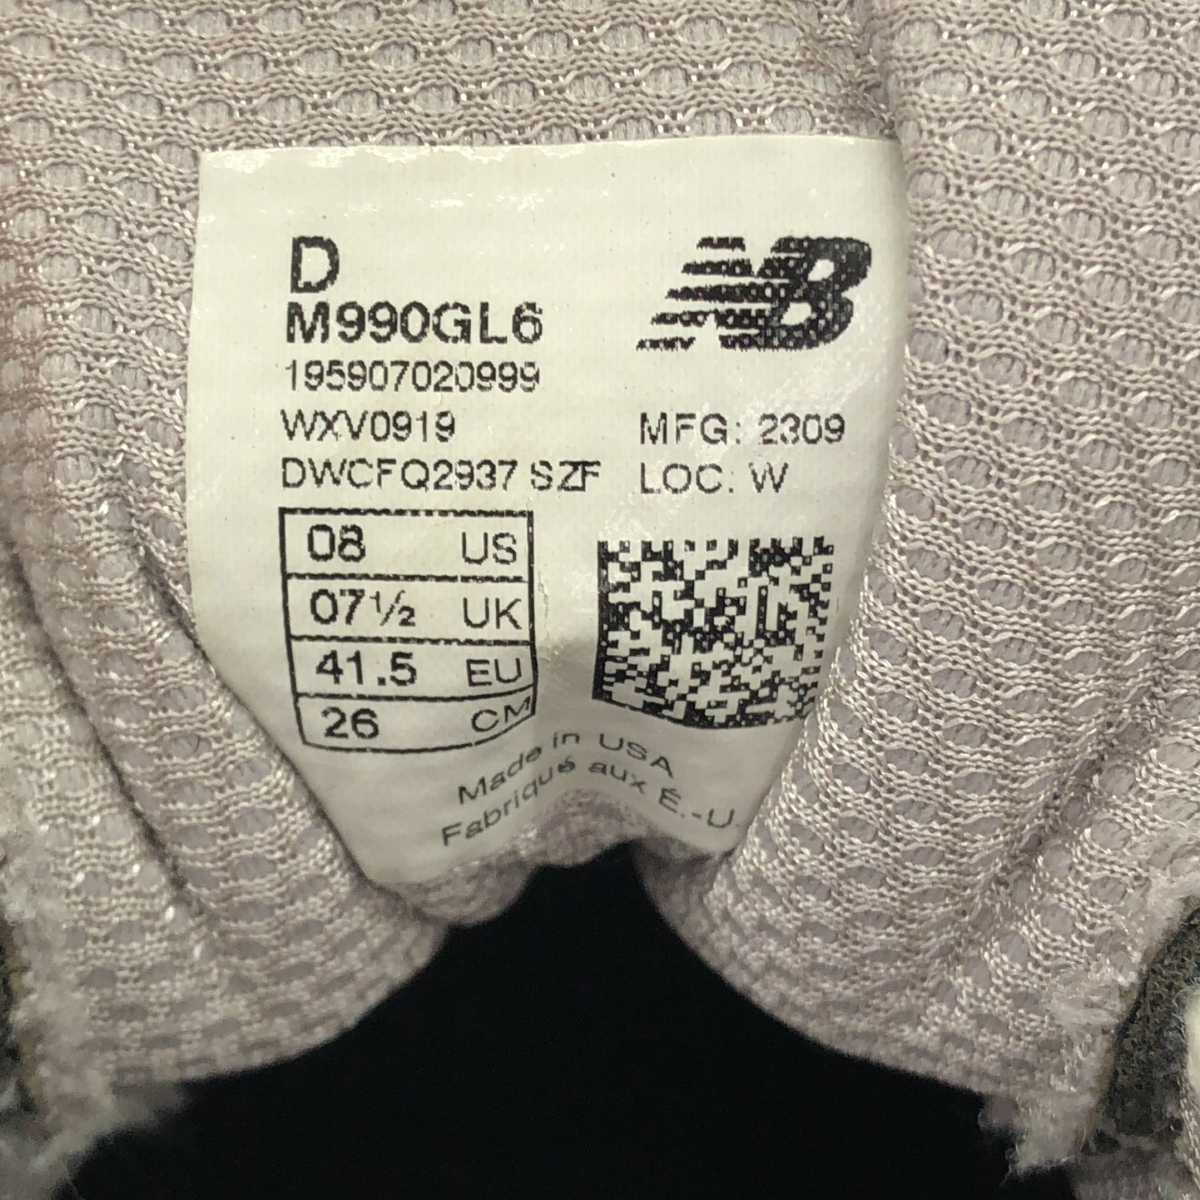 D
M990GL6
195907020999
WXV0919
DWCFQ2937 SZF
NB
MFG: 2309
LOC: W
08 US
07½ UK
41.5 EU
26 CM
Made in USA
Fabriqué aux É.-U.